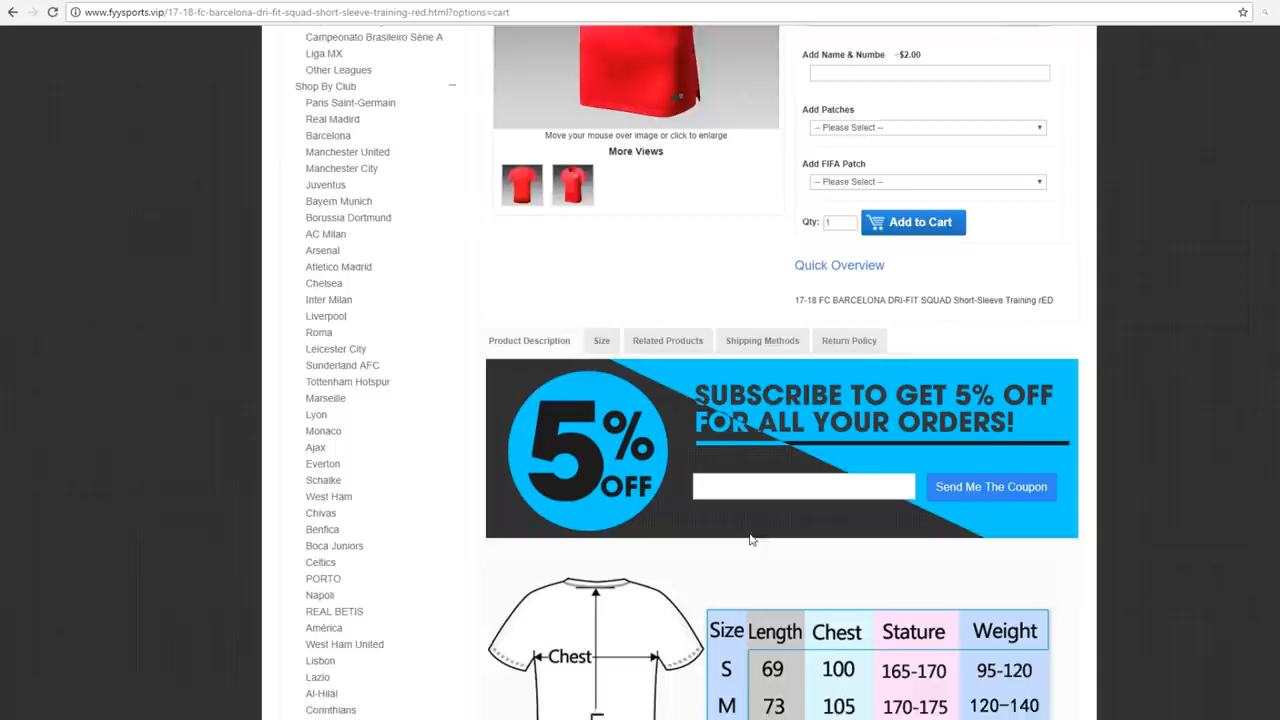 www.fyysports.vip/17-18-fc-barcelona-dri-fit-squad-short-sleeve-training-red.html?options=cart
Campeonato Brasileiro Série A
Liga MX
Other Leagues
Shop By Club
Paris Saint-Germain
Real Madird
Barcelona
Manchester United
Manchester City
Juventus
Bayern Munich
Borussia Dortmund
AC Milan
Arsenal
Atletico Madrid
Chelsea
Inter Milan
Liverpool
Roma
Leicester City
Sunderland AFC
Tottenham Hotspur
Marseille
Lyon
Monaco
Ajax
Everton
Schalke
West Ham
Chivas
Benfica
Boca Juniors
Celtics
PORTO
Napoli
REAL BETIS
América
West Ham United
Lisbon
Lazio
Al-Hilal
Corinthians
Move your mouse over image or click to enlarge
More Views
Add Name & Numbe +$2.00
Add Patches
-- Please Select --
Add FIFA Patch
-- Please Select --
Qty: 1 Add to Cart
Quick Overview
17-18 FC BARCELONA DRI-FIT SQUAD Short-Sleeve Training rED
Product Description Size Related Products Shipping Methods Return Policy
5% OFF
SUBSCRIBE TO GET 5% OFF
FOR ALL YOUR ORDERS!
Send Me The Coupon
Chest
Size Length Chest Stature Weight
S 69 100 165-170 95-120
M 73 105 170-175 120-140